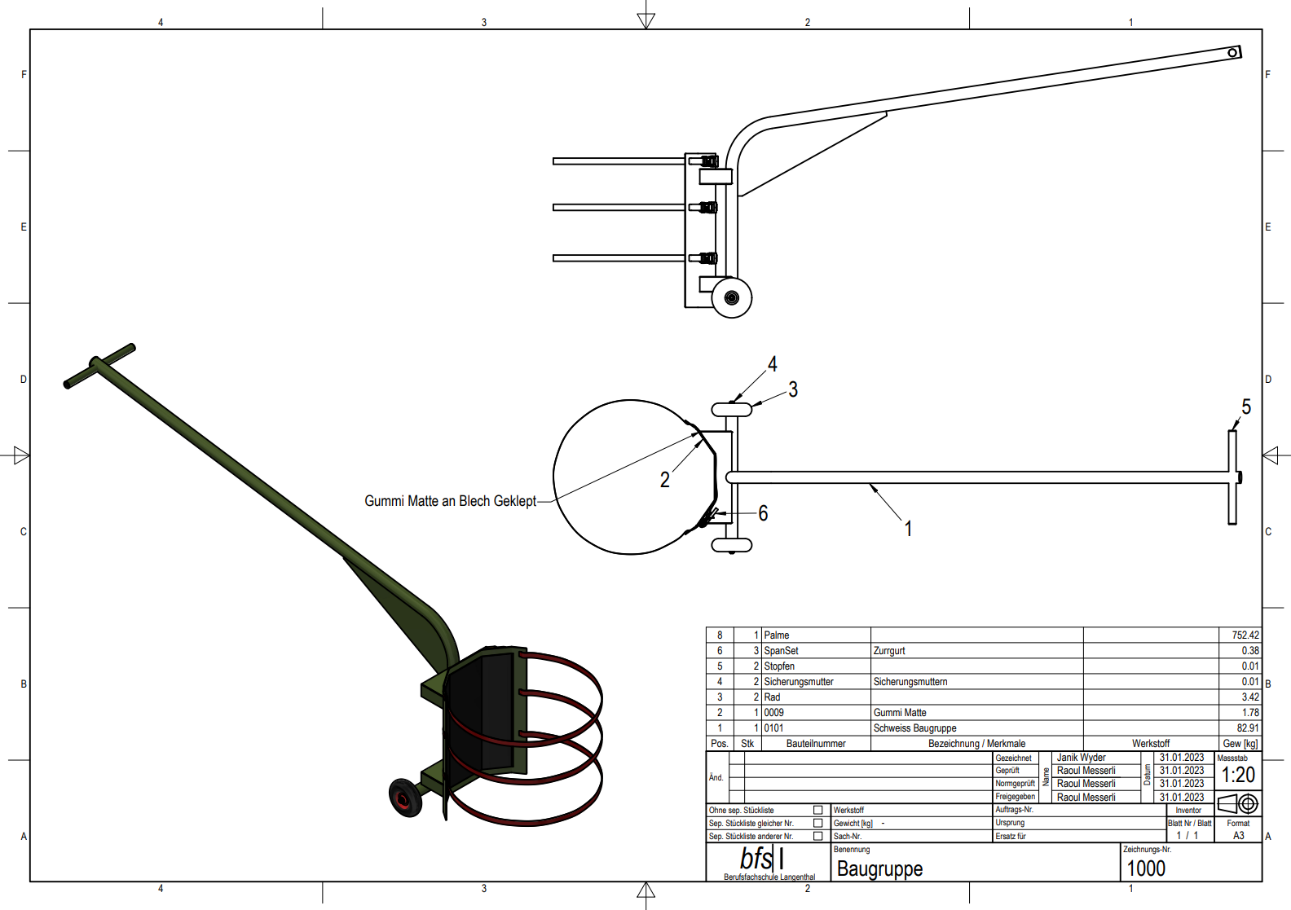 4 3 2 1
F F
E E
D D
C C
B B
A A
4
3
5
2
Gummi Matte an Blech Geklept
6
1
8 1 Palme 752.42
6 3 SpanSet Zurrgurt 0.38
5 2 Stopfen 0.01
4 2 Sicherungsmutter Sicherungsmuttern 0.01
3 2 Rad 3.42
2 1 0009 Gummi Matte 1.78
1 1 0101 Schweiss Baugruppe 82.91
Pos. Stk Bauteilnummer Bezeichnung / Merkmale Werkstoff Gew [kg]
Änd. Name Datum
Gezeichnet Janik Wyder 31.01.2023 Massstab
Geprüft Raoul Messerli 31.01.2023 1:20
Normgeprüft Raoul Messerli 31.01.2023
Freigegeben Raoul Messerli 31.01.2023
Ohne sep. Stückliste Werkstoff Auftrags-Nr. Inventor
Sep. Stückliste gleicher Nr. Gewicht [kg] - Ursprung Blatt Nr / Blatt Format
Sep. Stückliste anderer Nr. Sach-Nr. Ersatz für 1 / 1 A3
bfsl Benennung Zeichnungs-Nr.
Berufsfachschule Langenthal Baugruppe 1000
4 3 2 1